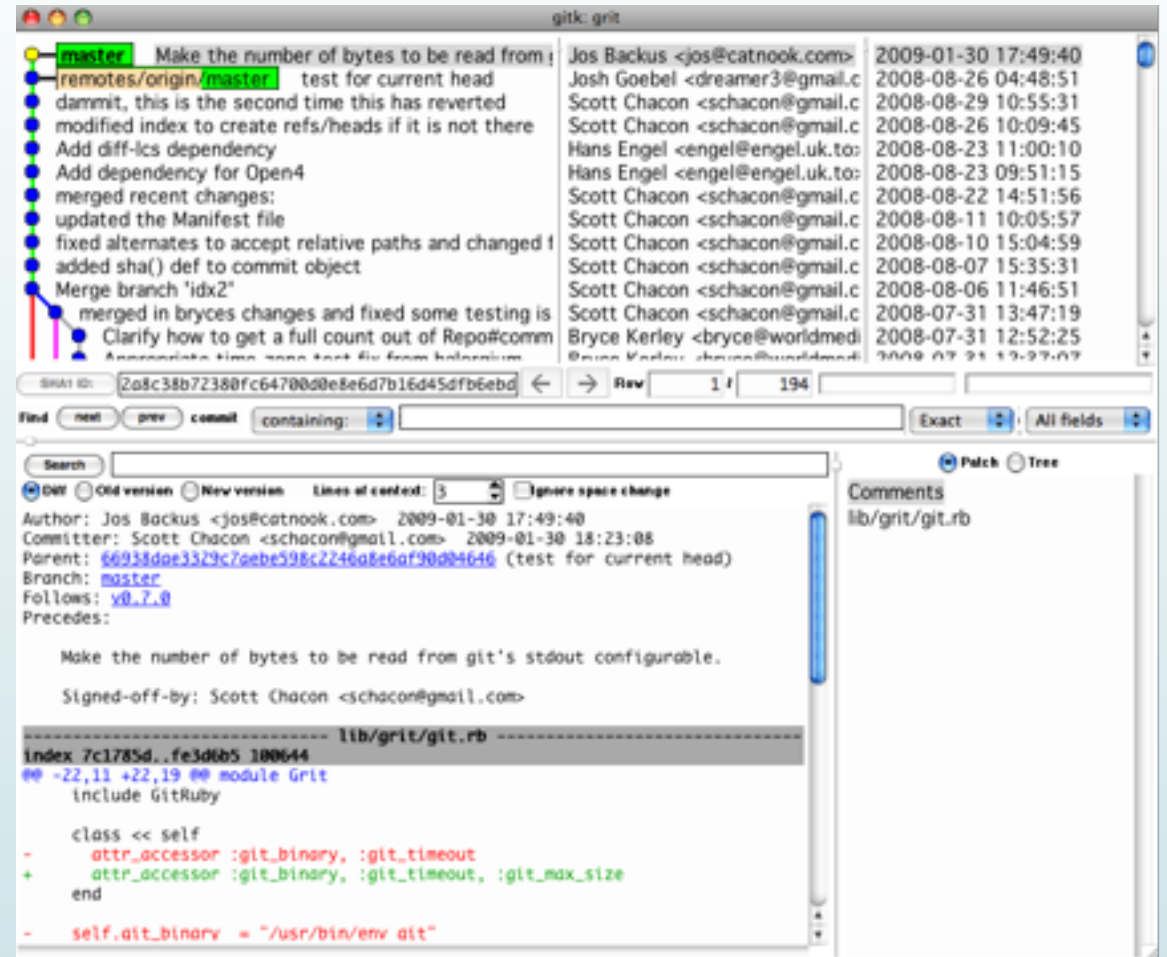 gitk: grit
master Make the number of bytes to be read from
Jos Backus <jos@catnook.com>
2009-01-30 17:49:40
remotes/origin/master test for current head
Josh Goebel <dreamer3@gmail.c
2008-08-26 04:48:51
dammit, this is the second time this has reverted
Scott Chacon <schacon@gmail.c
2008-08-29 10:55:31
modified index to create refs/heads if it is not there
Scott Chacon <schacon@gmail.c
2008-08-26 10:09:45
Add diff-lcs dependency
Hans Engel <engel@engel.uk.to>
2008-08-23 11:00:10
Add dependency for Open4
Hans Engel <engel@engel.uk.to>
2008-08-23 09:51:15
merged recent changes:
Scott Chacon <schacon@gmail.c
2008-08-22 14:51:56
updated the Manifest file
Scott Chacon <schacon@gmail.c
2008-08-11 10:05:57
fixed alternates to accept relative paths and changed f
Scott Chacon <schacon@gmail.c
2008-08-10 15:04:59
added sha() def to commit object
Scott Chacon <schacon@gmail.c
2008-08-07 15:35:31
Merge branch 'idx2'
Scott Chacon <schacon@gmail.c
2008-08-06 11:46:51
merged in bryces changes and fixed some testing is
Scott Chacon <schacon@gmail.c
2008-07-31 13:47:19
Clarify how to get a full count out of Repo#comm
Bryce Kerley <bryce@worldmedi
2008-07-31 12:52:25
SHA1 ID: 2a8c38b72380fc64700d0e8e6d7b16d45dfb6ebd ← → Row 1 / 194
Find next prev commit containing: Exact All fields
Search
Patch Tree
Diff Old version New version Lines of context: 3 Ignore space change
Comments
lib/grit/git.rb
Author: Jos Backus <jos@catnook.com> 2009-01-30 17:49:40
Committer: Scott Chacon <schacon@gmail.com> 2009-01-30 18:23:08
Parent: 66938dae3329c7aebe598c2246a8e6af90d04646 (test for current head)
Branch: master
Follows: v0.7.0
Precedes:
Make the number of bytes to be read from git's stdout configurable.
Signed-off-by: Scott Chacon <schacon@gmail.com>
------------------------------- lib/grit/git.rb -------------------------------
index 7c1785d..fe3d6b5 100644
@@ -22,11 +22,19 @@ module Grit
include GitRuby
class << self
- attr_accessor :git_binary, :git_timeout
+ attr_accessor :git_binary, :git_timeout, :git_max_size
end
- self.git_binary = "/usr/bin/env git"